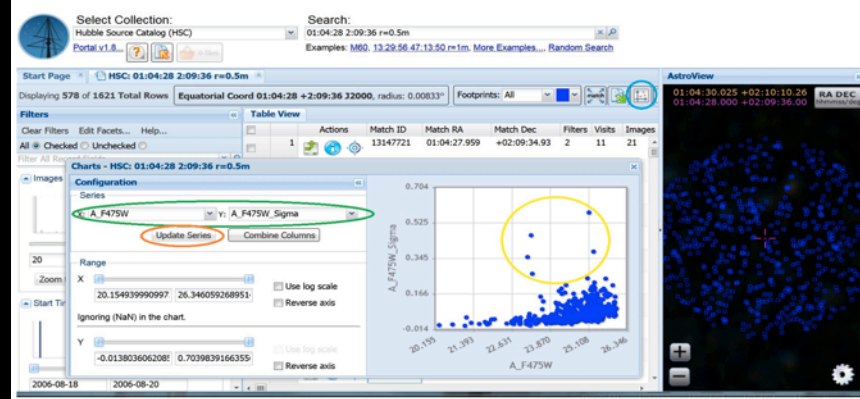 Select Collection:
Search:
Hubble Source Catalog (HSC)
01:04:28 2:09:36 r=0.5m
Portal v1.8...
Examples: M60, 13:29:56 47:13:50 r=1m, More Examples..., Random Search
Start Page
HSC: 01:04:28 2:09:36 r=0.5m
AstroView
Displaying 578 of 1621 Total Rows
Equatorial Coord 01:04:28 +2:09:36 J2000, radius: 0.00833°
Footprints: All
01:04:30.025 +02:10:10.26
01:04:28.000 +02:09:36.00
RA DEC
Filters
Table View
Clear Filters Edit Facets... Help...
Actions Match ID Match RA Match Dec Filters Visits Images
All Checked Unchecked
1 13147721 01:04:27.959 +02:09:34.93 2 11 21
Charts - HSC: 01:04:28 2:09:36 r=0.5m
Images
Configuration
Series
X: A_F475W Y: A_F475W_Sigma
Update Series Combine Columns
Range
X
20.154939990997 26.346059268951
Use log scale
Reverse axis
Ignoring (NaN) in the chart.
Y
-0.013803606208 0.7039839166355
Use log scale
Reverse axis
0.704
0.525
0.345
0.166
-0.014
A_F475W_Sigma
20.155 21.393 22.631 23.870 25.108 26.346
A_F475W
20
Zoom
Start Tim
2006-08-18 2006-08-20